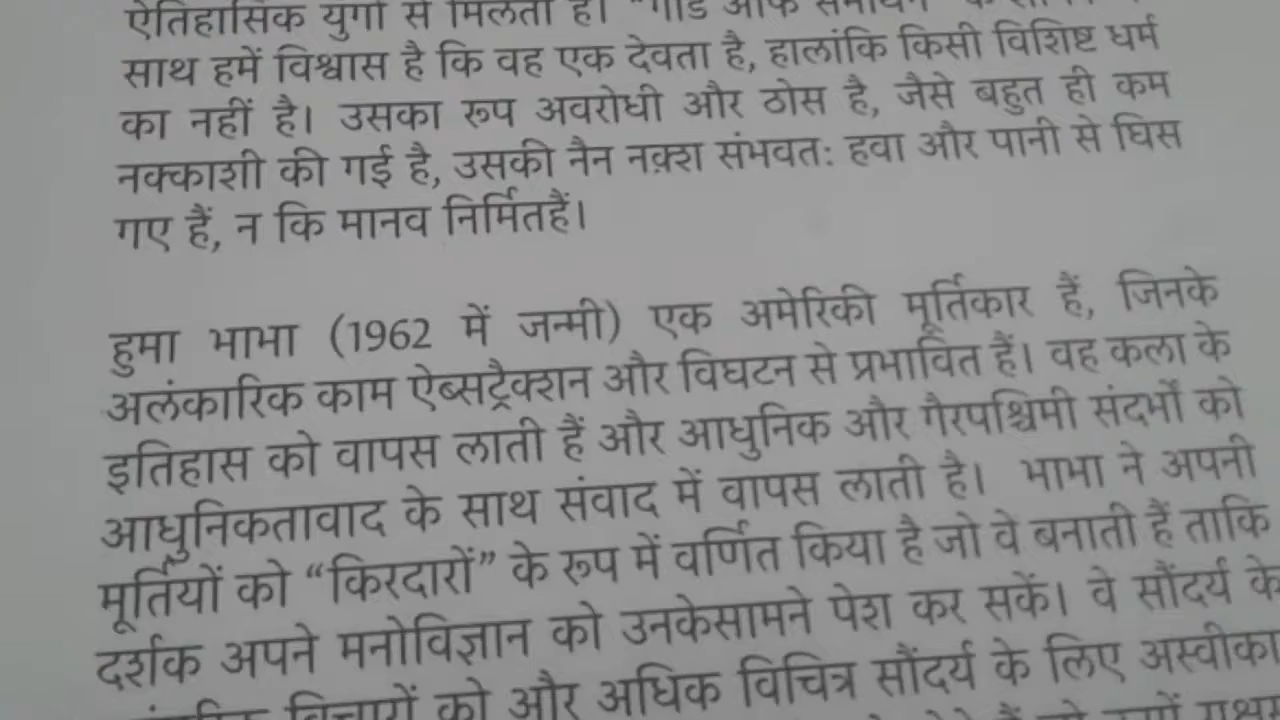 ऐतिहासिक युगों से मिलता है। "गॉड ऑफ
साथ हमें विश्वास है कि वह एक देवता है, हालांकि किसी विशिष्ट धर्म
का नहीं है। उसका रूप अवरोधी और ठोस है, जैसे बहुत ही कम
नक्काशी की गई है, उसकी नैन नक़्श संभवतः हवा और पानी से घिस
गए हैं, न कि मानव निर्मितहैं।
हुमा भाभा (1962 में जन्मी) एक अमेरिकी मूर्तिकार हैं, जिनके
अलंकारिक काम ऐब्सट्रैक्शन और विघटन से प्रभावित हैं। वह कला के
इतिहास को वापस लाती हैं और आधुनिक और गैरपश्चिमी संदर्भों को
आधुनिकतावाद के साथ संवाद में वापस लाती है। भाभा ने अपनी
मूर्तियों को “किरदारों” के रूप में वर्णित किया है जो वे बनाती हैं ताकि
दर्शक अपने मनोविज्ञान को उनकेसामने पेश कर सकें। वे सौंदर्य के
विचारों को और अधिक विचित्र सौंदर्य के लिए